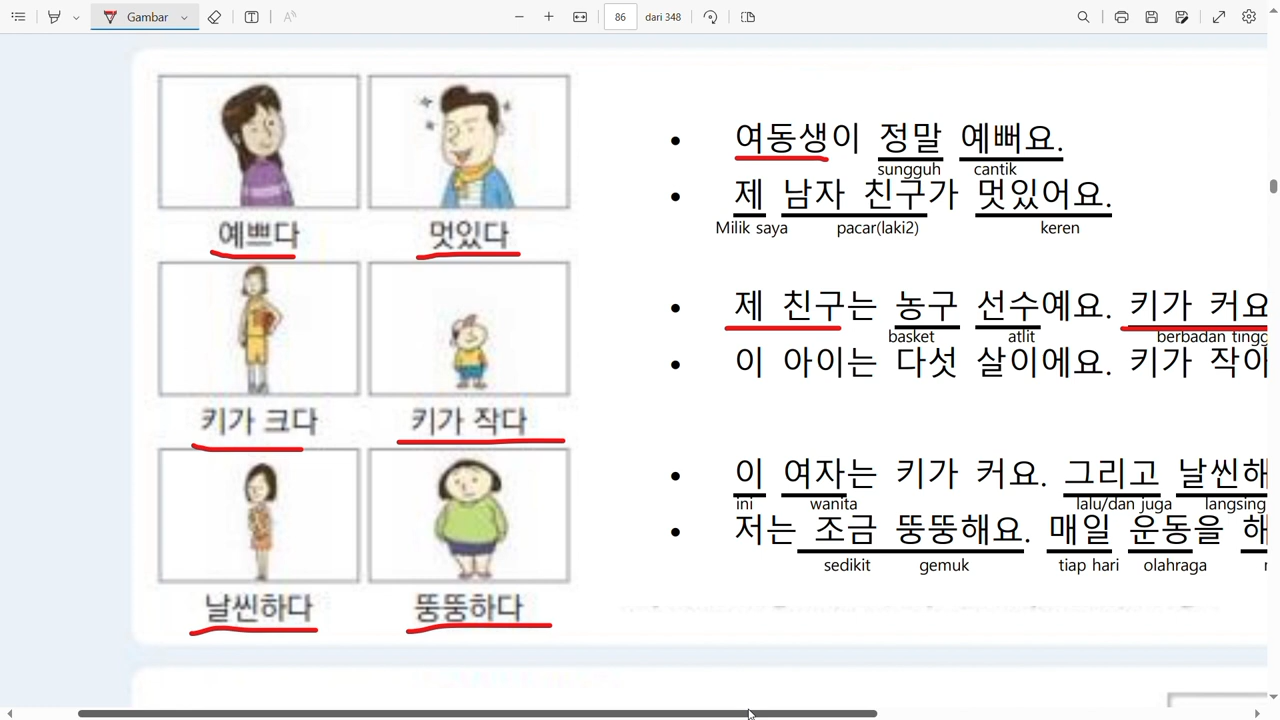 Gambar
86 dari 348
예쁘다 멋있다
키가 크다 키가 작다
날씬하다 뚱뚱하다
• 여동생이 정말 예뻐요.
sungguh cantik
• 제 남자 친구가 멋있어요.
Milik saya pacar(laki2) keren
• 제 친구는 농구 선수예요. 키가 커요
basket atlit berbadan tingg
• 이 아이는 다섯 살이에요. 키가 작아
• 이 여자는 키가 커요. 그리고 날씬해
ini wanita lalu/dan juga langsing
• 저는 조금 뚱뚱해요. 매일 운동을 해
sedikit gemuk tiap hari olahraga